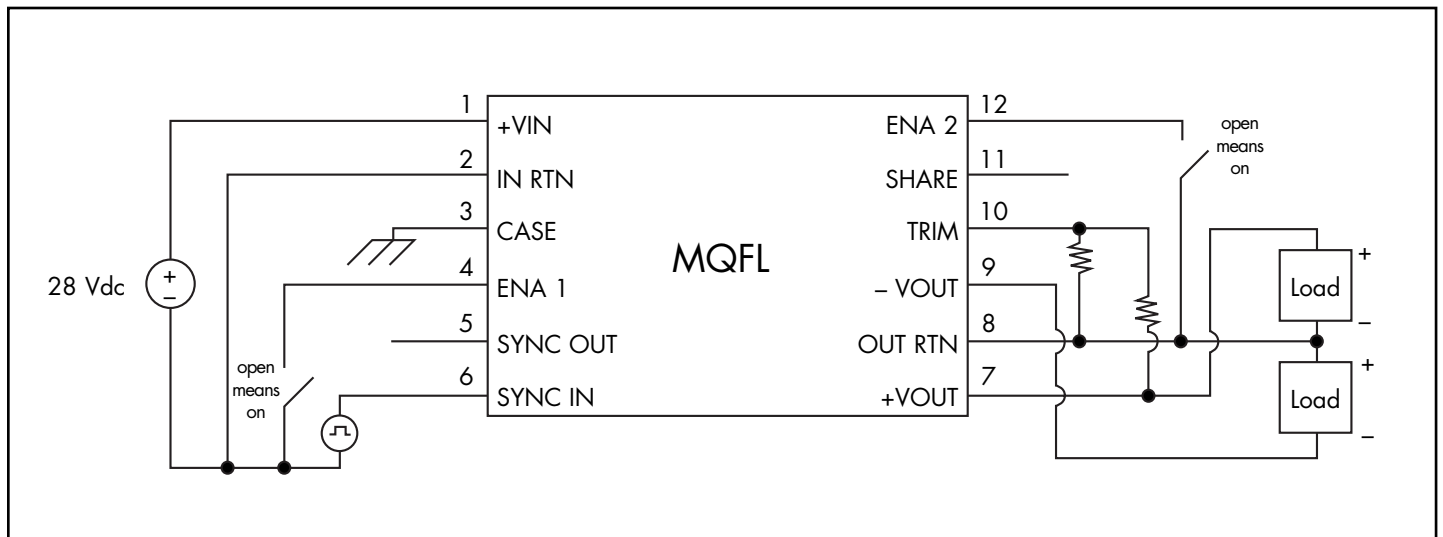 28 Vdc
+
−
open
means
on
1
+VIN
2
IN RTN
3
CASE
4
ENA 1
5
SYNC OUT
6
SYNC IN
MQFL
12
ENA 2
11
SHARE
10
TRIM
9
− VOUT
8
OUT RTN
7
+VOUT
open
means
on
+
Load
−
+
Load
−